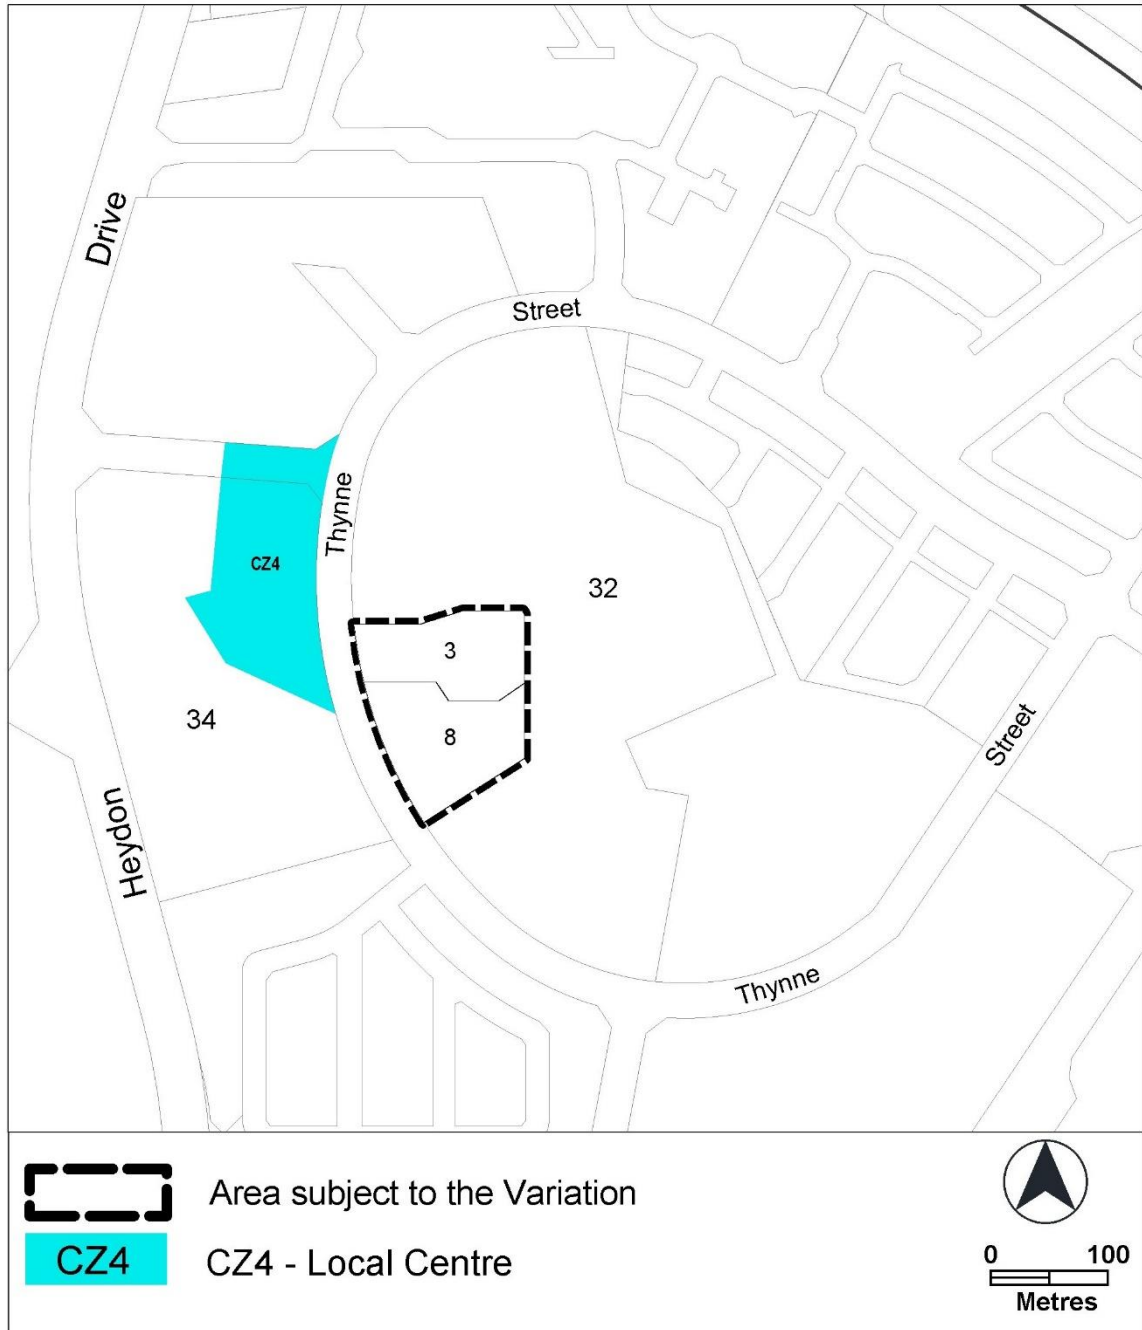 Drive
Street
Thynne
CZ4
32
3
34
8
Street
Heydon
Thynne
Area subject to the Variation
CZ4
CZ4 - Local Centre
0 100
Metres